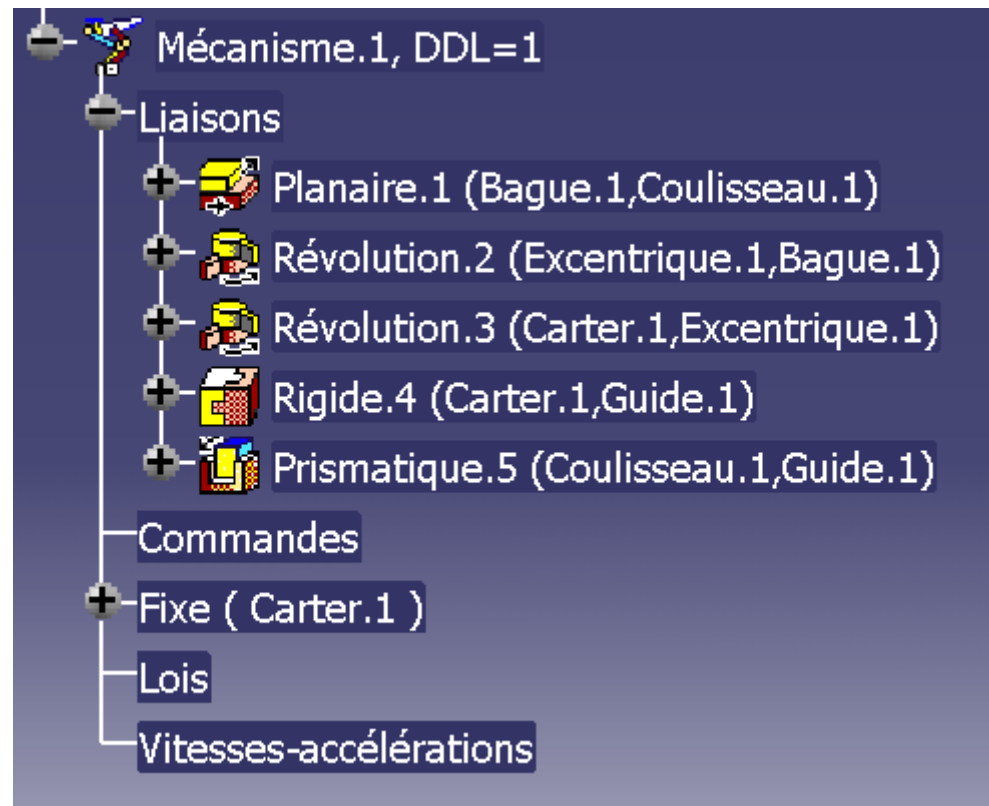 Mécanisme.1, DDL=1
Liaisons
Planaire.1 (Bague.1,Coulisseau.1)
Révolution.2 (Excentrique.1,Bague.1)
Révolution.3 (Carter.1,Excentrique.1)
Rigide.4 (Carter.1,Guide.1)
Prismatique.5 (Coulisseau.1,Guide.1)
Commandes
Fixe ( Carter.1 )
Lois
Vitesses-accélérations